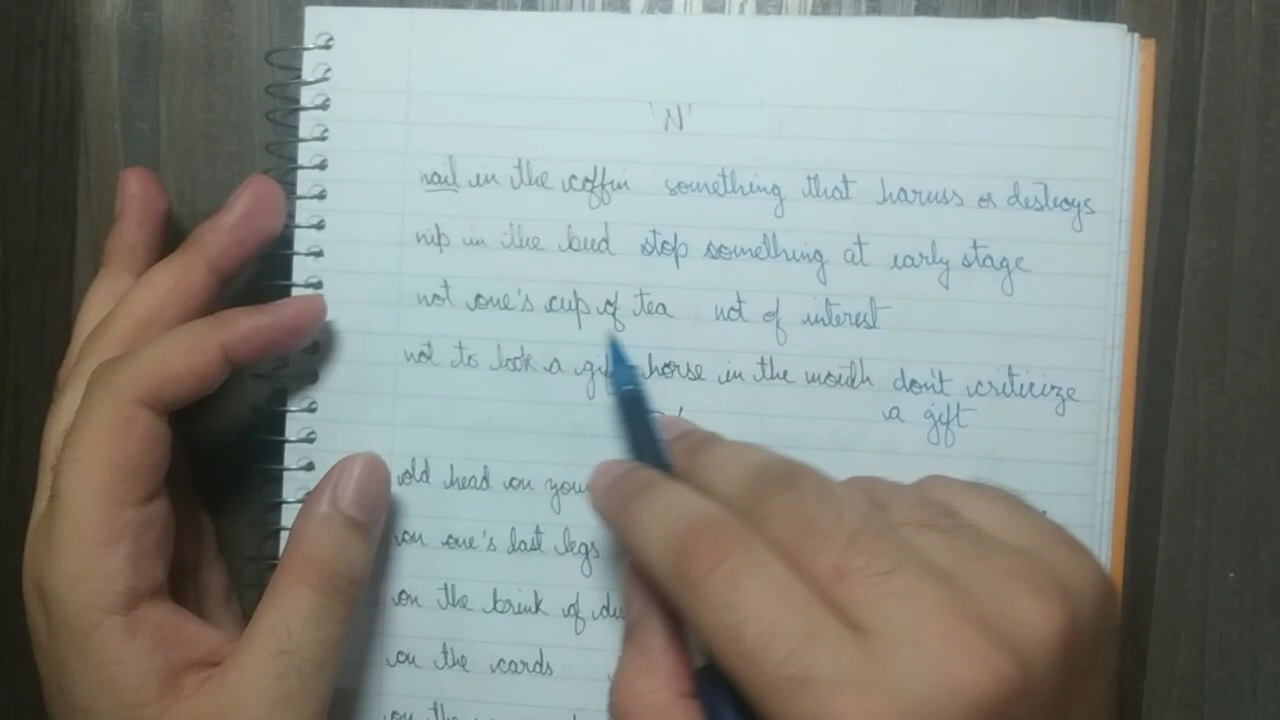 'N'
nail in the coffin something that harms or destroys
nip in the bud stop something at early stage
not one's cup of tea not of interest
not to look a gift horse in the mouth don't criticize
a gift
old head on
on one's last legs
on the brink of
on the cards
on the